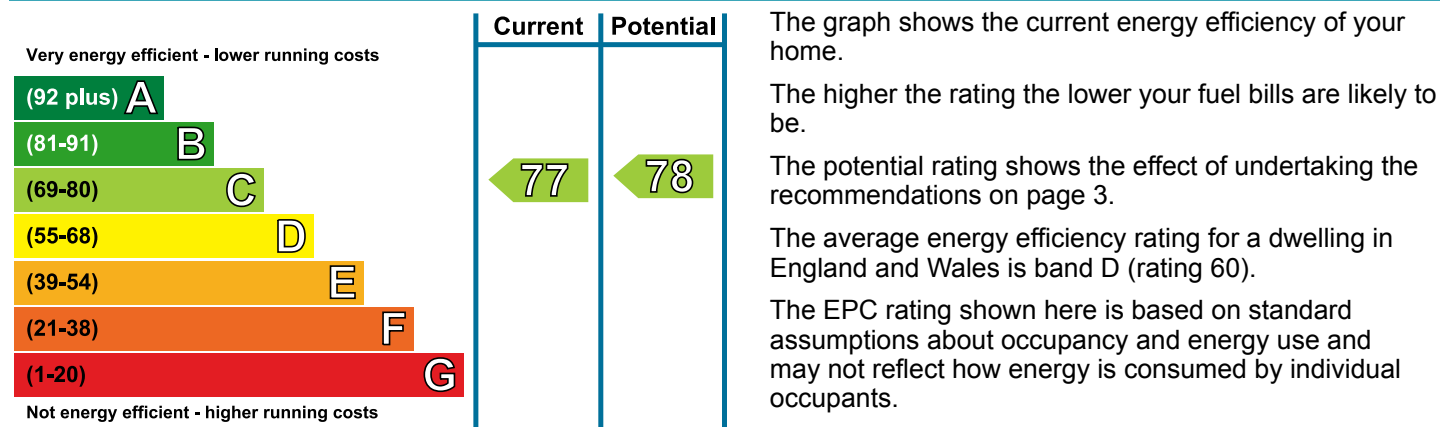 Current Potential
Very energy efficient - lower running costs
(92 plus) A
(81-91) B
(69-80) C
77 78
(55-68) D
(39-54) E
(21-38) F
(1-20) G
Not energy efficient - higher running costs
The graph shows the current energy efficiency of your
home.
The higher the rating the lower your fuel bills are likely to
be.
The potential rating shows the effect of undertaking the
recommendations on page 3.
The average energy efficiency rating for a dwelling in
England and Wales is band D (rating 60).
The EPC rating shown here is based on standard
assumptions about occupancy and energy use and
may not reflect how energy is consumed by individual
occupants.